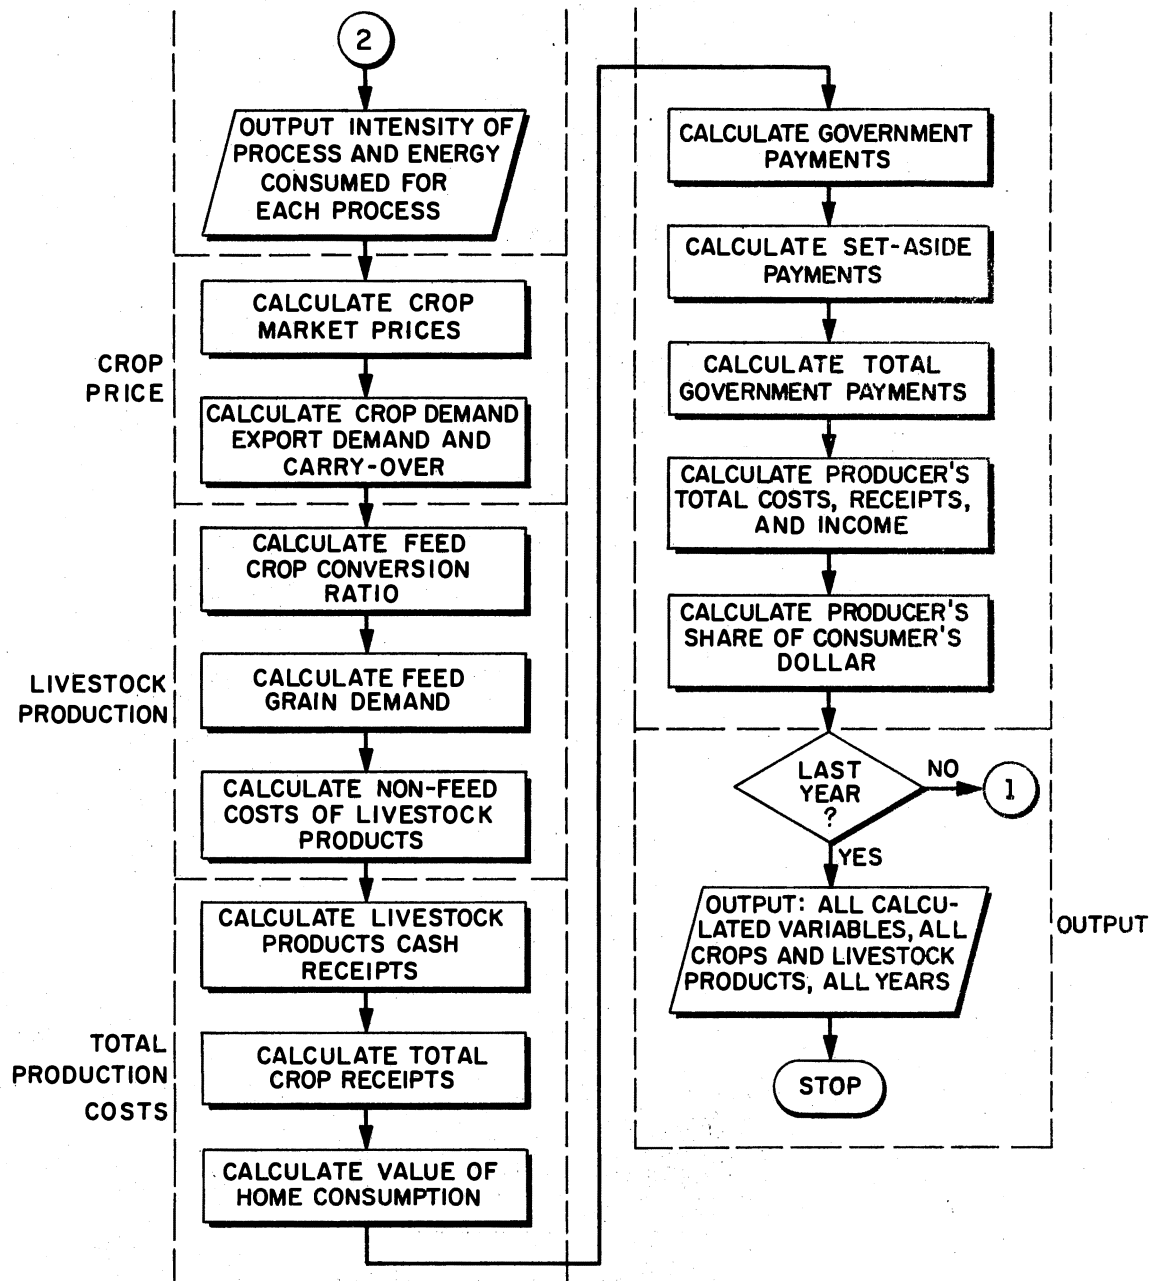 2
OUTPUT INTENSITY OF
PROCESS AND ENERGY
CONSUMED FOR
EACH PROCESS
CROP
PRICE
CALCULATE CROP
MARKET PRICES
CALCULATE CROP DEMAND
EXPORT DEMAND AND
CARRY-OVER
LIVESTOCK
PRODUCTION
CALCULATE FEED
CROP CONVERSION
RATIO
CALCULATE FEED
GRAIN DEMAND
CALCULATE NON-FEED
COSTS OF LIVESTOCK
PRODUCTS
TOTAL
PRODUCTION
COSTS
CALCULATE LIVESTOCK
PRODUCTS CASH
RECEIPTS
CALCULATE TOTAL
CROP RECEIPTS
CALCULATE VALUE OF
HOME CONSUMPTION
CALCULATE GOVERNMENT
PAYMENTS
CALCULATE SET-ASIDE
PAYMENTS
CALCULATE TOTAL
GOVERNMENT PAYMENTS
CALCULATE PRODUCER'S
TOTAL COSTS, RECEIPTS,
AND INCOME
CALCULATE PRODUCER'S
SHARE OF CONSUMER'S
DOLLAR
LAST
YEAR
?
NO
1
YES
OUTPUT: ALL CALCU-
LATED VARIABLES, ALL
CROPS AND LIVESTOCK
PRODUCTS, ALL YEARS
OUTPUT
STOP